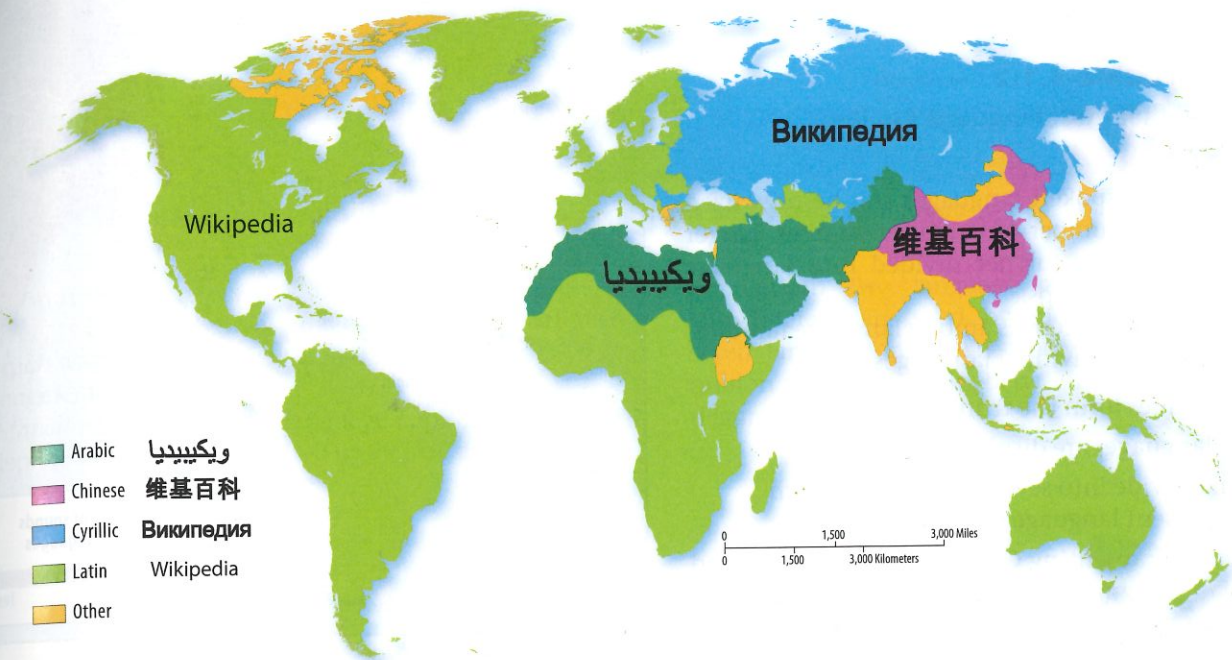 Википедия
Wikipedia
维基百科
ويكيبيديا
Arabic ويكيبيديا
Chinese 维基百科
Cyrillic Википедия
Latin Wikipedia
Other
0 1,500 3,000 Miles
0 1,500 3,000 Kilometers